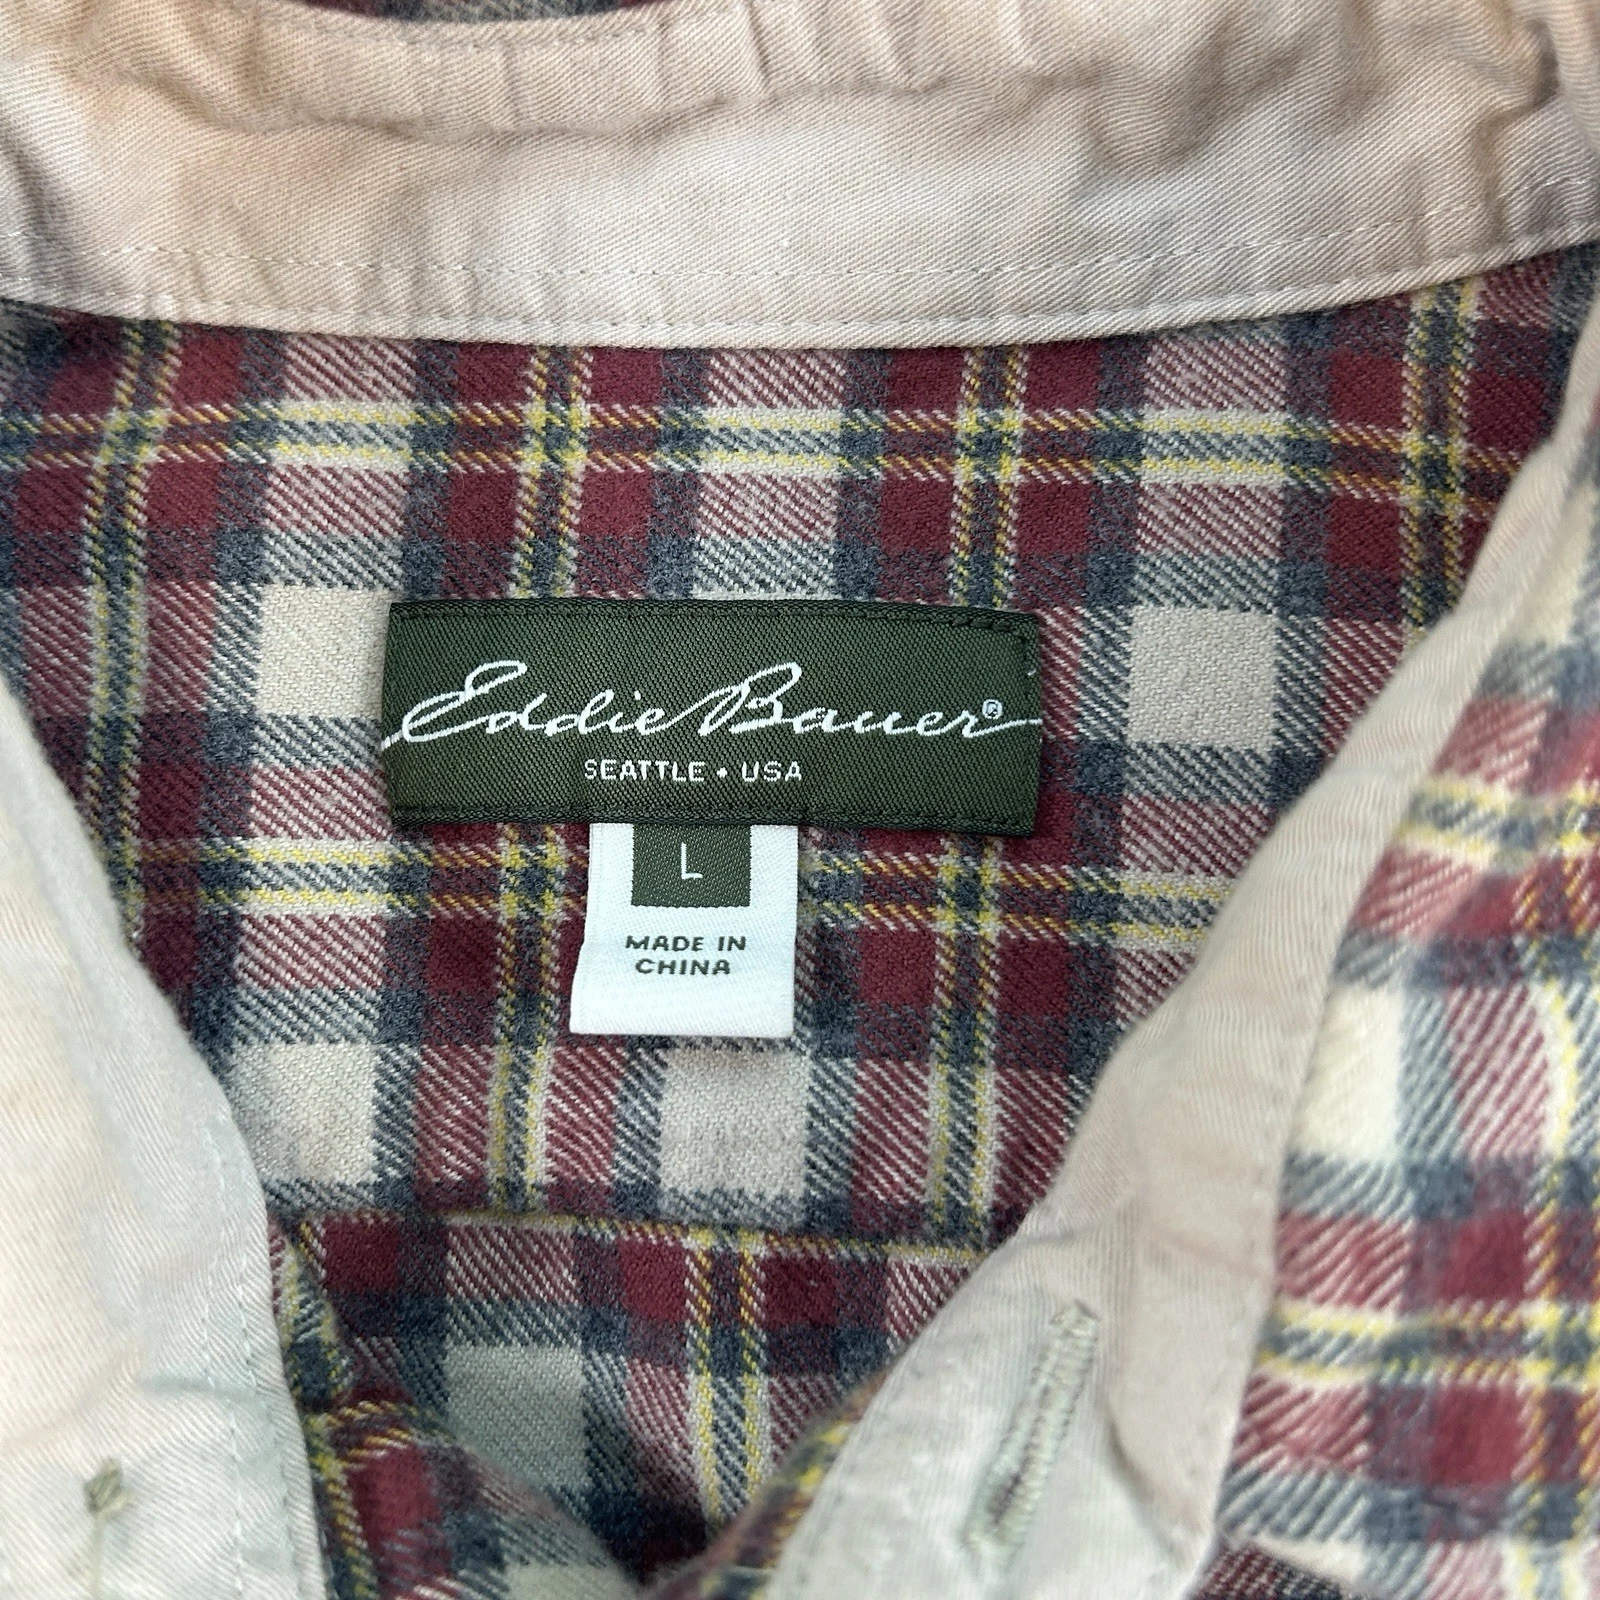 Eddie Bauer®
SEATTLE • USA
L
MADE IN
CHINA